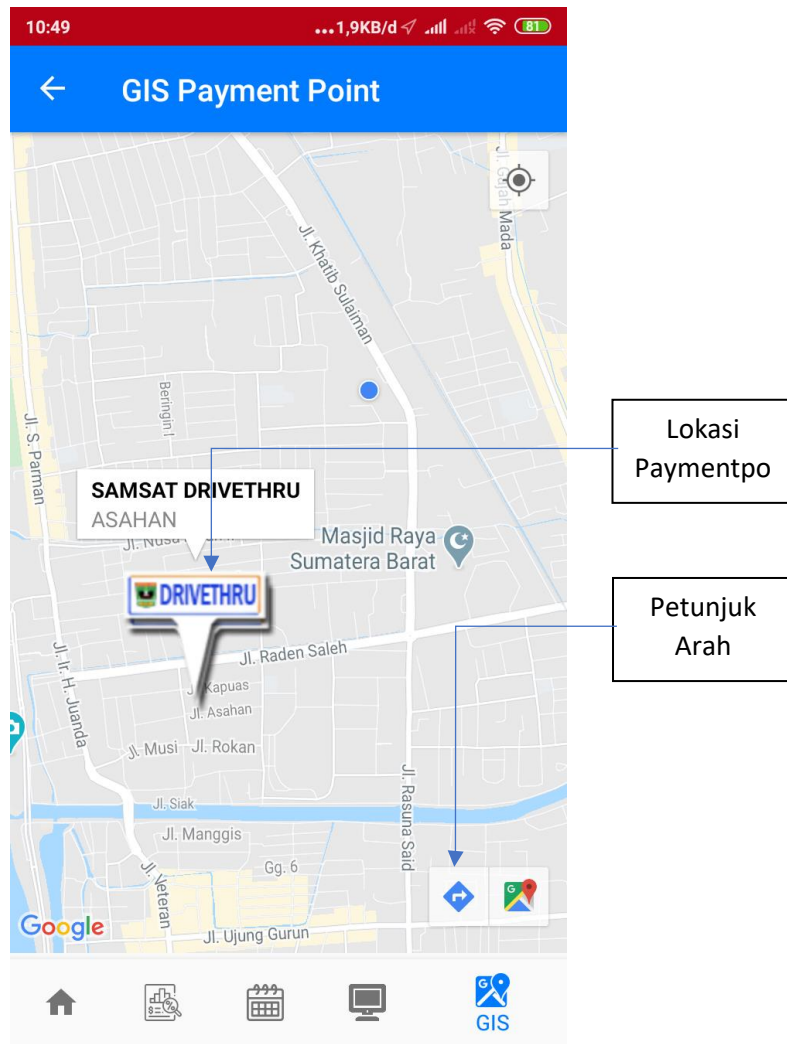 10:49
...1,9KB/d
81
GIS Payment Point
Jl. Gajah Mada
Jl. Khatib Sulaiman
Beringin I
Jl. S. Parman
Lokasi
Paymentpo
SAMSAT DRIVETHRU
ASAHAN
Masjid Raya
Sumatera Barat
DRIVETHRU
Petunjuk
Arah
Jl. Raden Saleh
Jl. Ir. H. Juanda
Kapuas
Jl. Asahan
Jl. Musi
Jl. Rokan
Jl. Rasuna Said
Jl. Siak
Jl. Manggis
Gg. 6
Jl. Veteran
Google
Jl. Ujung Gurun
GIS